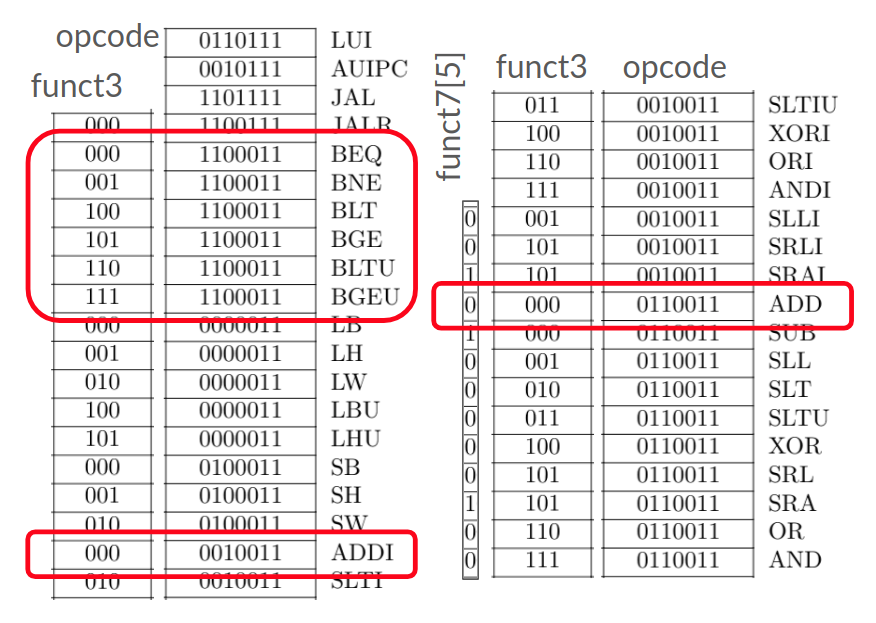 opcode 0110111 LUI
0010111 AUIPC
funct3 1101111 JAL
000 1100111 JALR
000 1100011 BEQ
001 1100011 BNE
100 1100011 BLT
101 1100011 BGE
110 1100011 BLTU
111 1100011 BGEU
000 0000011 LB
001 0000011 LH
010 0000011 LW
100 0000011 LBU
101 0000011 LHU
000 0100011 SB
001 0100011 SH
010 0100011 SW
000 0010011 ADDI
010 0010011 SLTI
funct7[5] funct3 opcode
011 0010011 SLTIU
100 0010011 XORI
110 0010011 ORI
111 0010011 ANDI
0 001 0010011 SLLI
0 101 0010011 SRLI
1 101 0010011 SRAI
0 000 0110011 ADD
1 000 0110011 SUB
0 001 0110011 SLL
0 010 0110011 SLT
0 011 0110011 SLTU
0 100 0110011 XOR
0 101 0110011 SRL
1 101 0110011 SRA
0 110 0110011 OR
0 111 0110011 AND